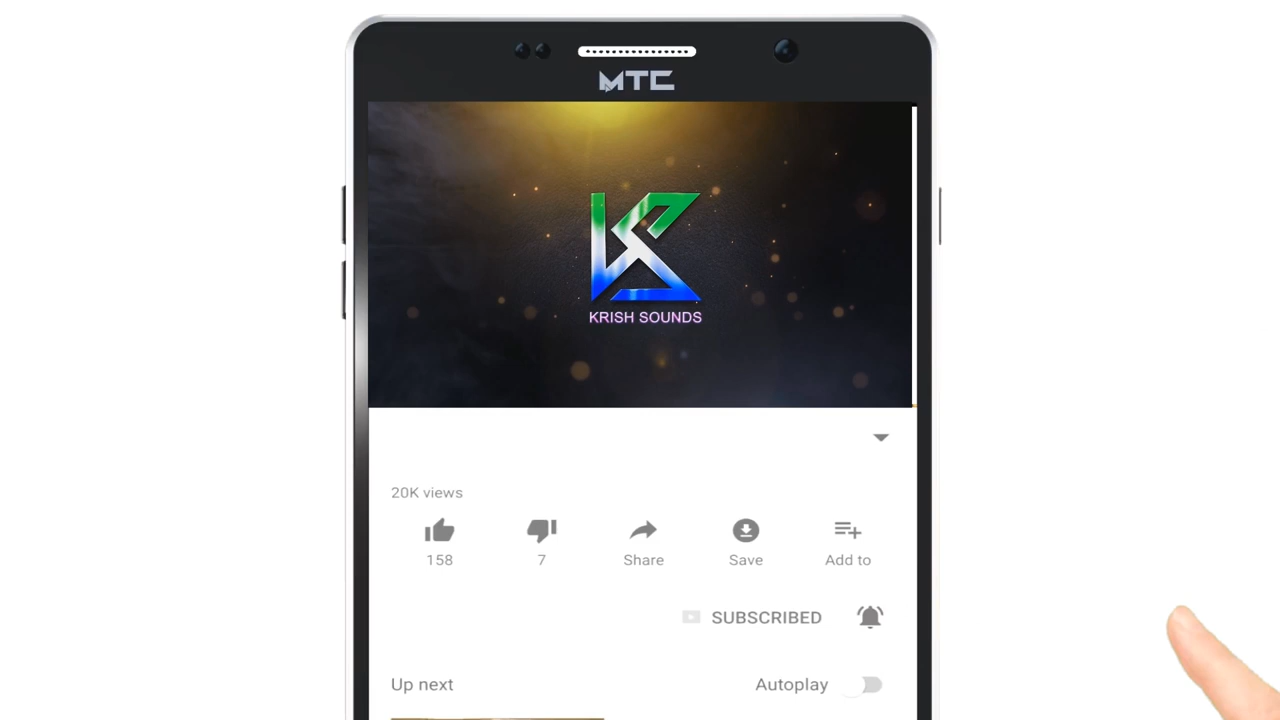 MTC
KRISH SOUNDS
20K views
158 7 Share Save Add to
SUBSCRIBED
Up next Autoplay